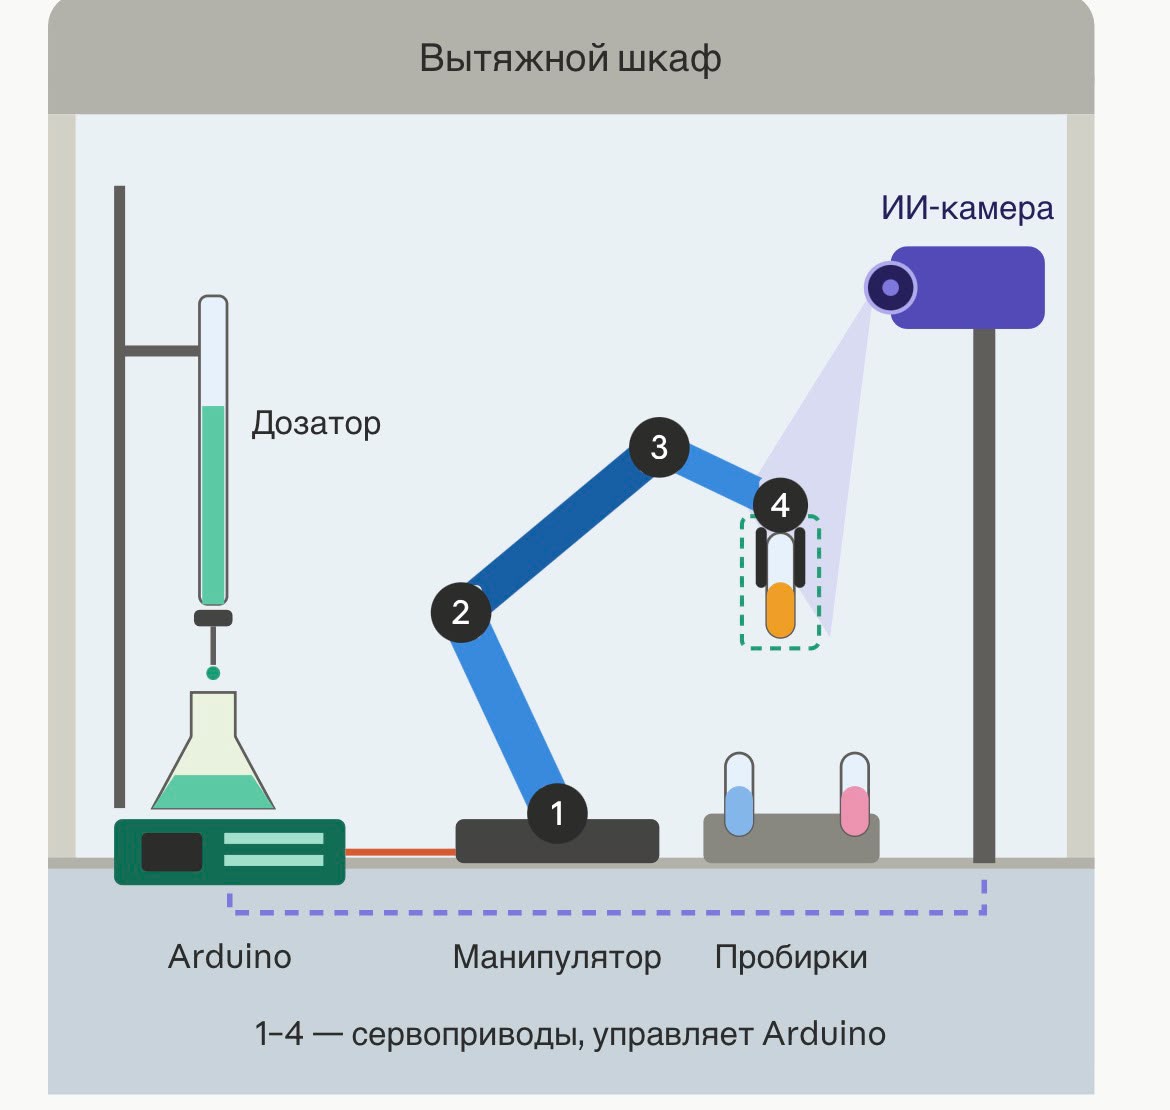 Вытяжной шкаф
ИИ-камера
Дозатор
3
4
2
1
Arduino
Манипулятор
Пробирки
1–4 — сервоприводы, управляет Arduino